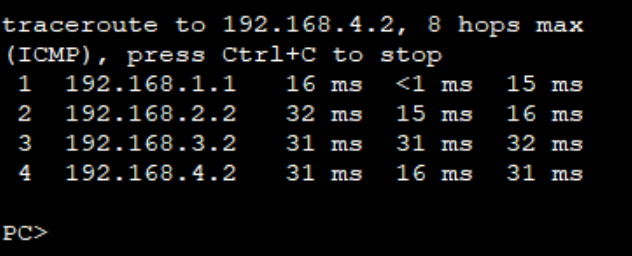 traceroute to 192.168.4.2, 8 hops max
(ICMP), press Ctrl+C to stop
1 192.168.1.1 16 ms <1 ms 15 ms
2 192.168.2.2 32 ms 15 ms 16 ms
3 192.168.3.2 31 ms 31 ms 32 ms
4 192.168.4.2 31 ms 16 ms 31 ms
PC>